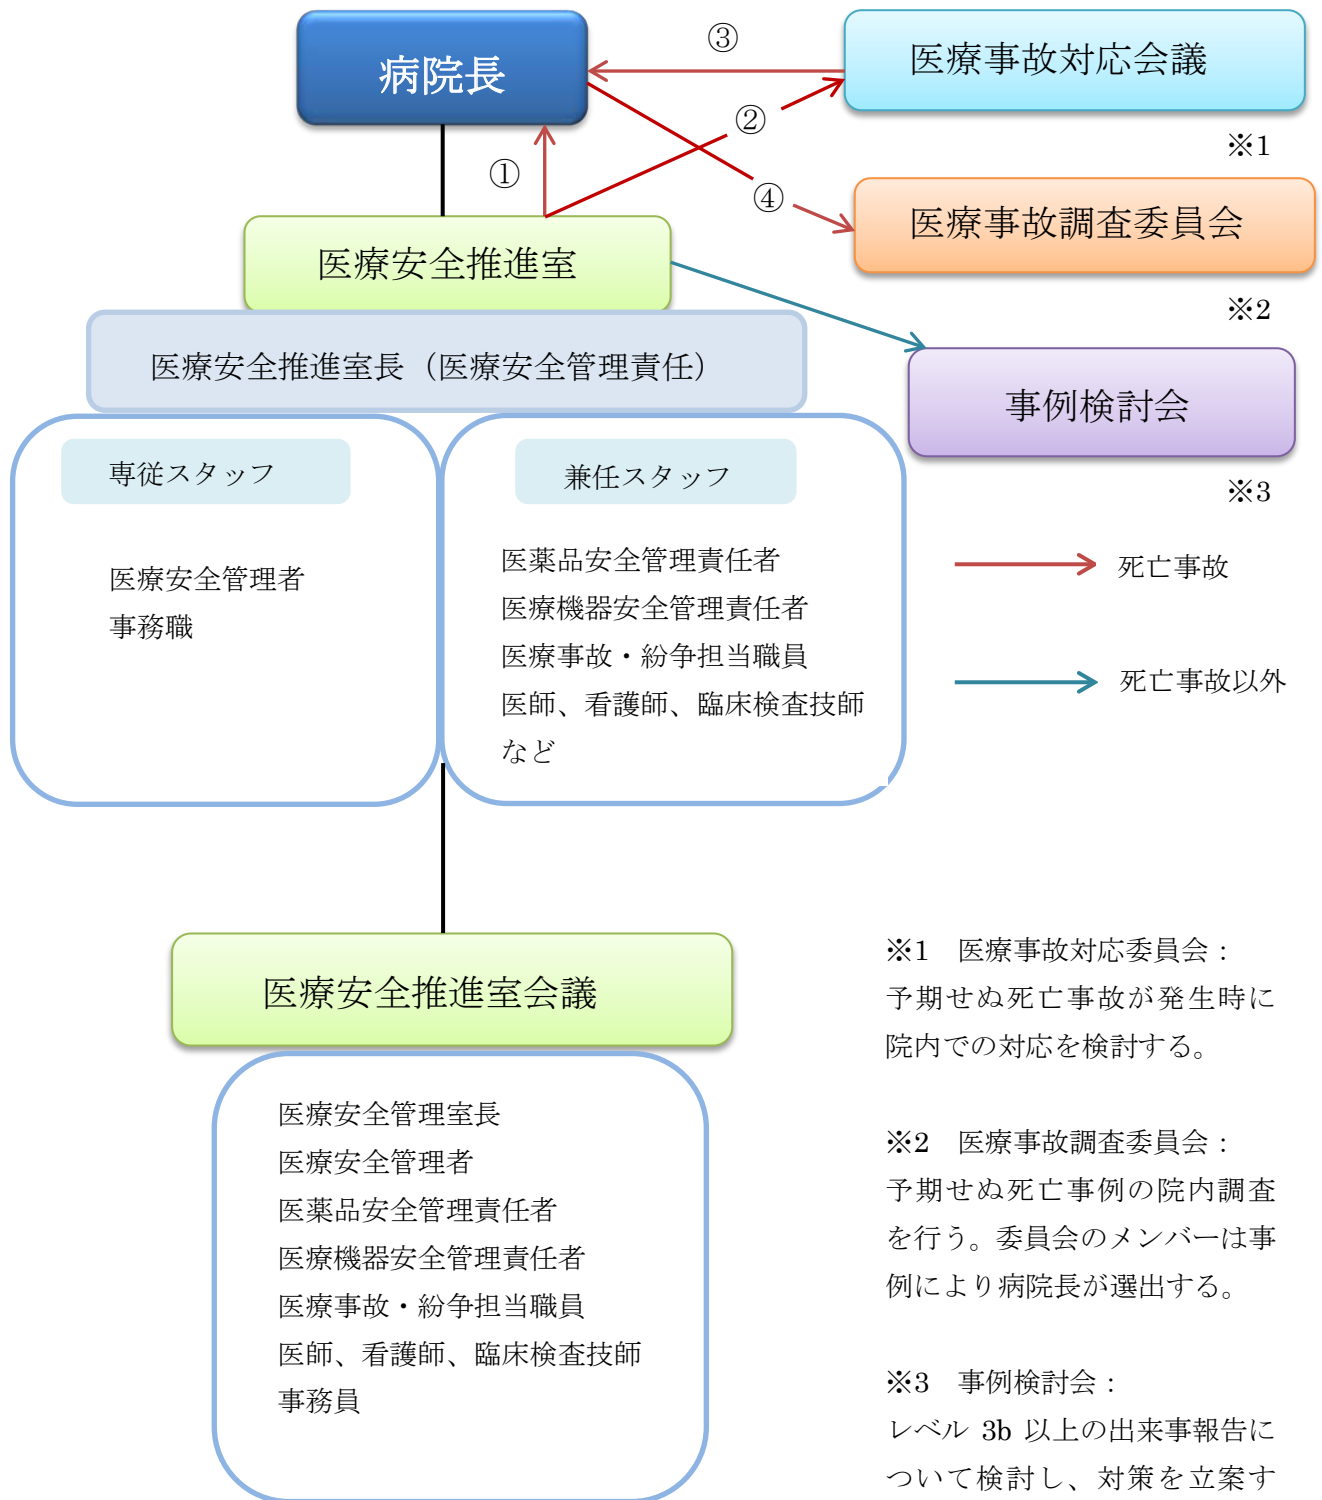 病院長
③
医療事故対応会議
②
※1
①
④
医療事故調査委員会
医療安全推進室
※2
医療安全推進室長（医療安全管理責任）
事例検討会
※3
専従スタッフ
医療安全管理者
事務職
兼任スタッフ
医薬品安全管理責任者
医療機器安全管理責任者
医療事故・紛争担当職員
医師、看護師、臨床検査技師
など
死亡事故
死亡事故以外
医療安全推進室会議
医療安全管理室長
医療安全管理者
医薬品安全管理責任者
医療機器安全管理責任者
医療事故・紛争担当職員
医師、看護師、臨床検査技師
事務員
※1　医療事故対応委員会：
予期せぬ死亡事故が発生時に
院内での対応を検討する。
※2　医療事故調査委員会：
予期せぬ死亡事例の院内調査
を行う。委員会のメンバーは事
例により病院長が選出する。
※3　事例検討会：
レベル 3b 以上の出来事報告に
ついて検討し、対策を立案す